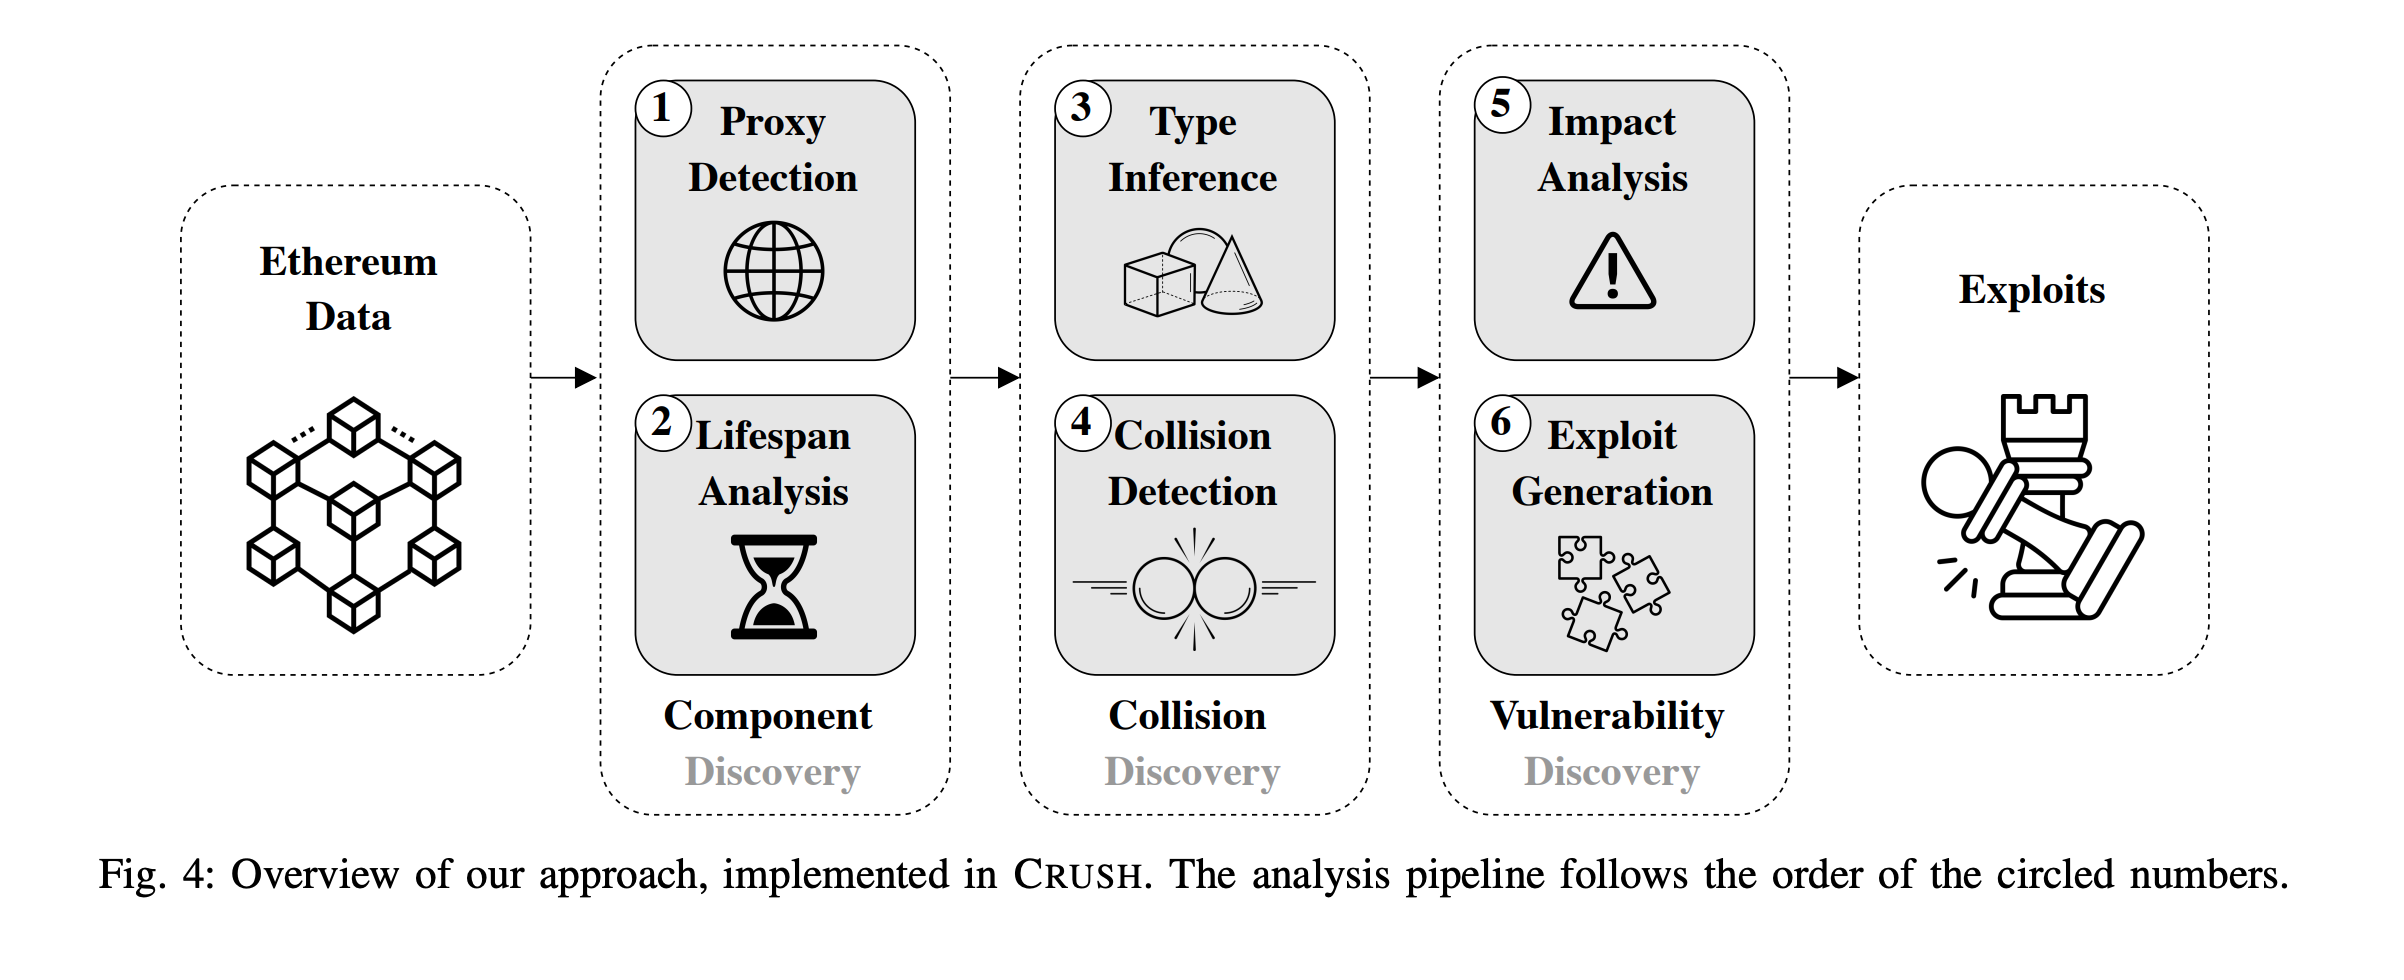 Ethereum
Data
1
Proxy
Detection
2
Lifespan
Analysis
Component
Discovery
3
Type
Inference
4
Collision
Detection
Collision
Discovery
5
Impact
Analysis
6
Exploit
Generation
Vulnerability
Discovery
Exploits
Fig. 4: Overview of our approach, implemented in CRUSH. The analysis pipeline follows the order of the circled numbers.